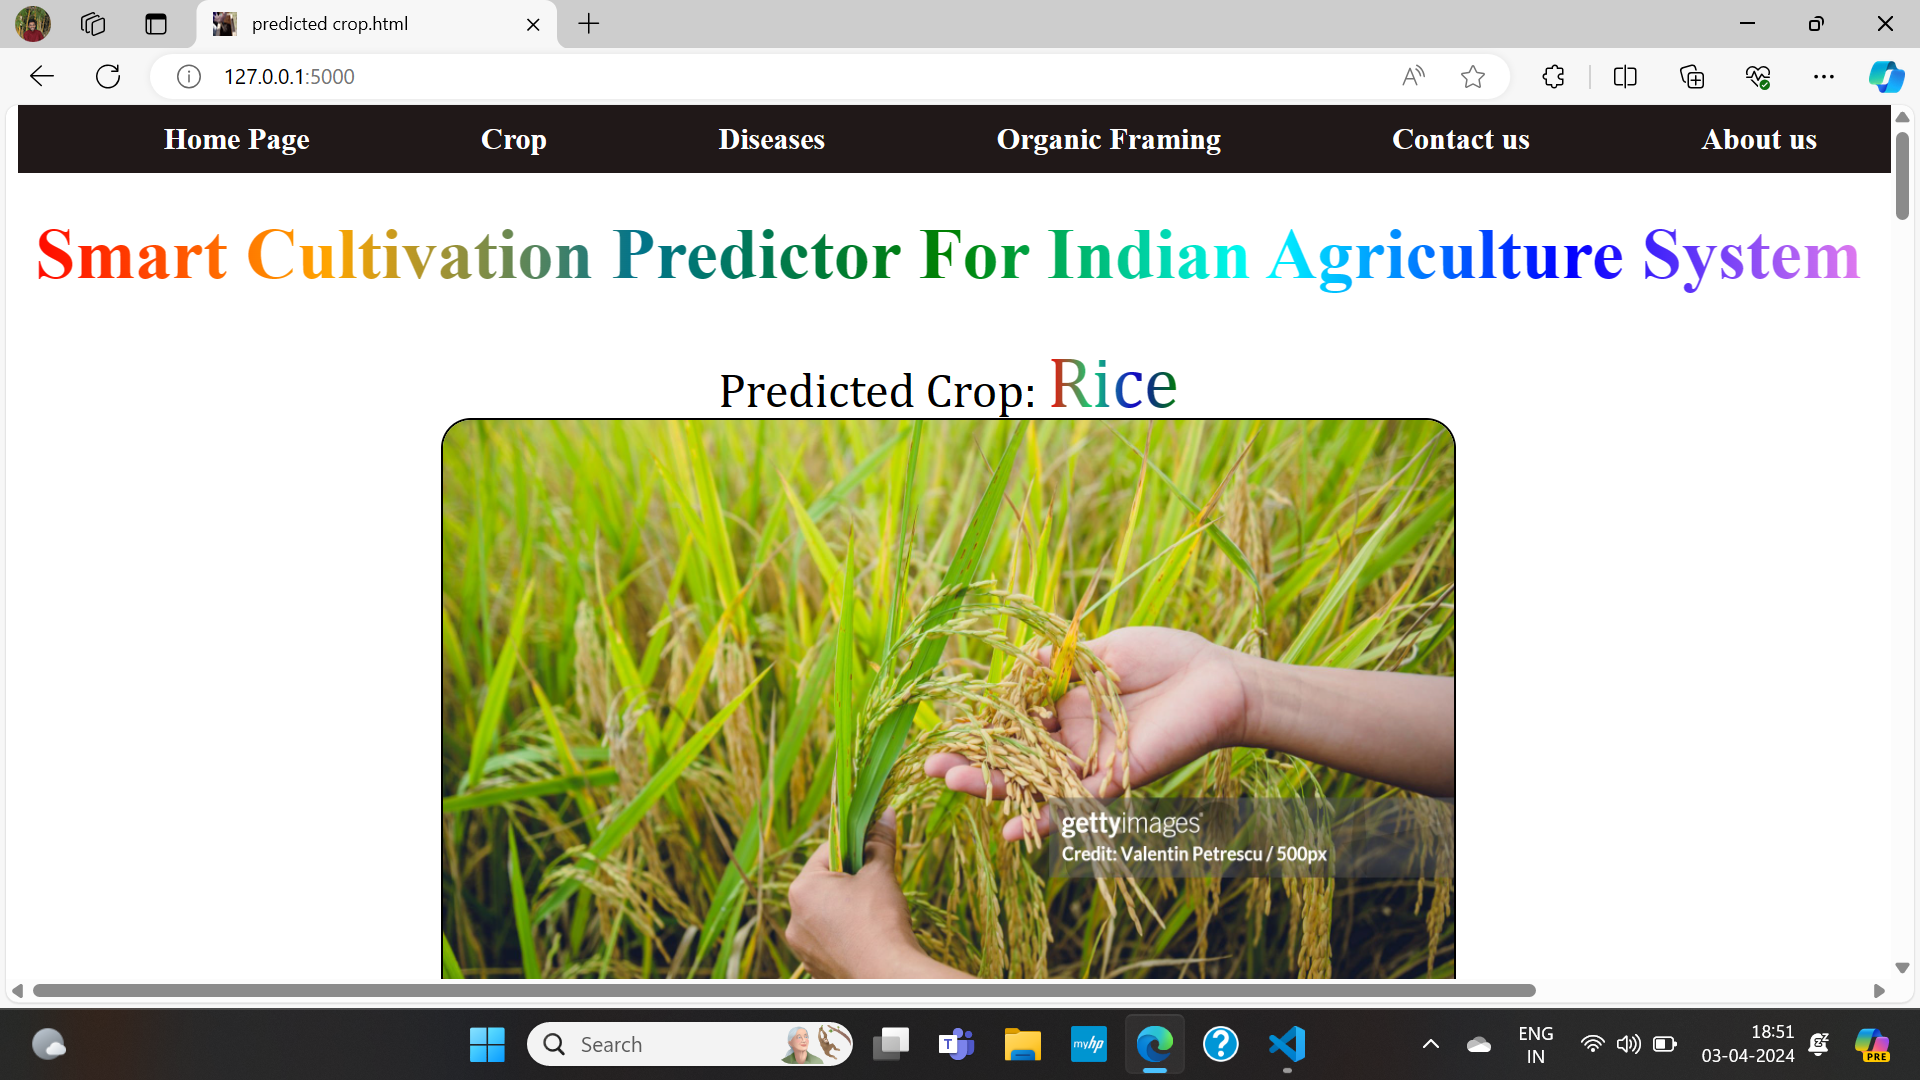 predicted crop.html
127.0.0.1:5000
Home Page Crop Diseases Organic Framing Contact us About us
Smart Cultivation Predictor For Indian Agriculture System
Predicted Crop: Rice
gettyimages
Credit: Valentin Petrescu / 500px
Search
T
myhp
ENG
IN
18:51
03-04-2024
PRE